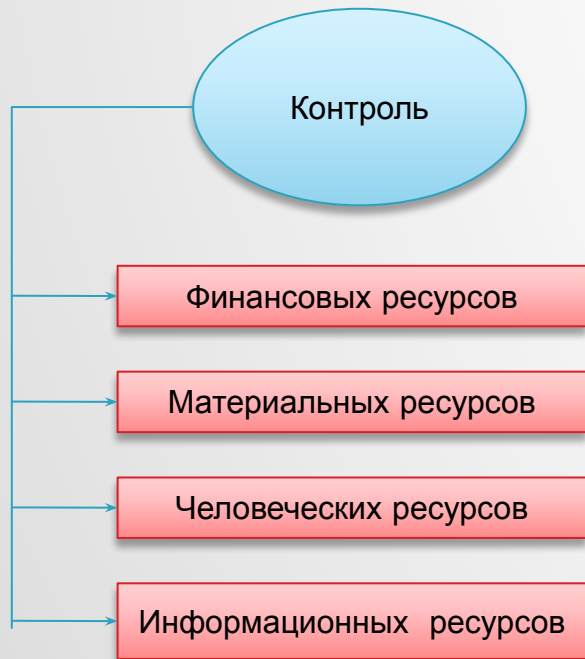 Контроль
Финансовых ресурсов
Материальных ресурсов
Человеческих ресурсов
Информационных ресурсов